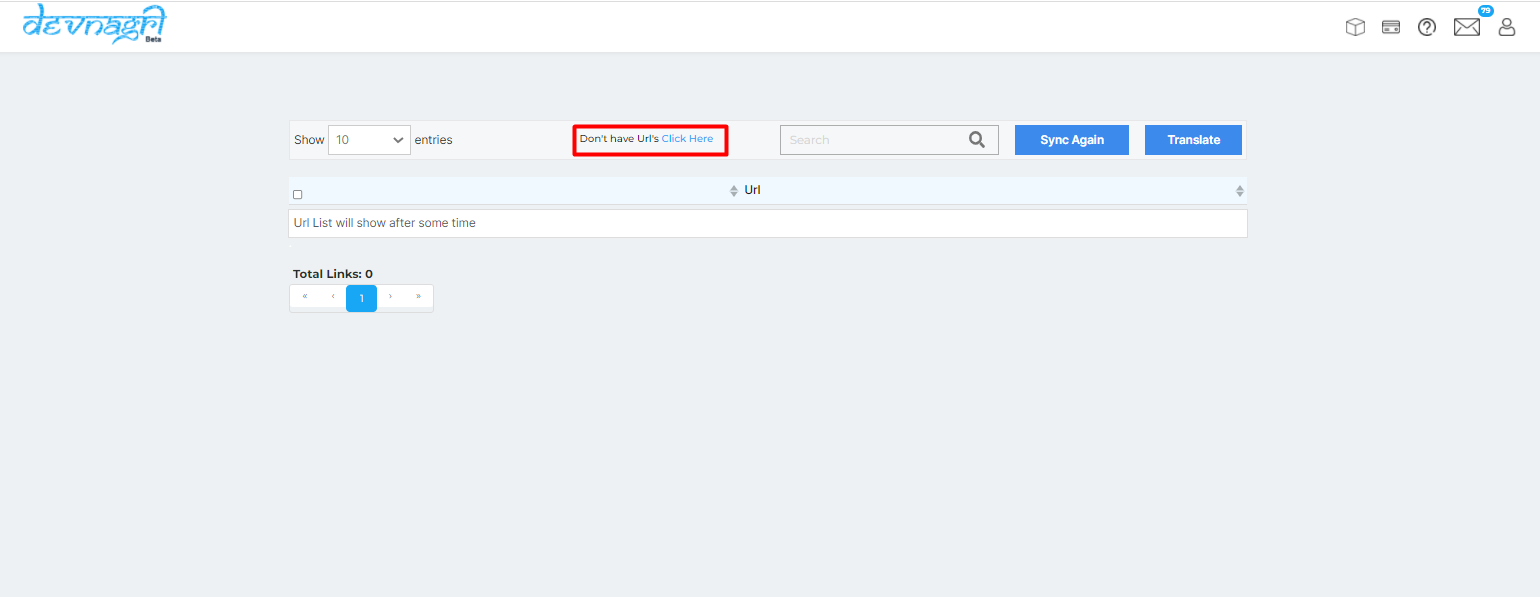 devnagri
Beta
79
Show 10 entries
Don't have Url's Click Here
Search
Sync Again
Translate
Url
Url List will show after some time
Total Links: 0
« ‹ 1 › »